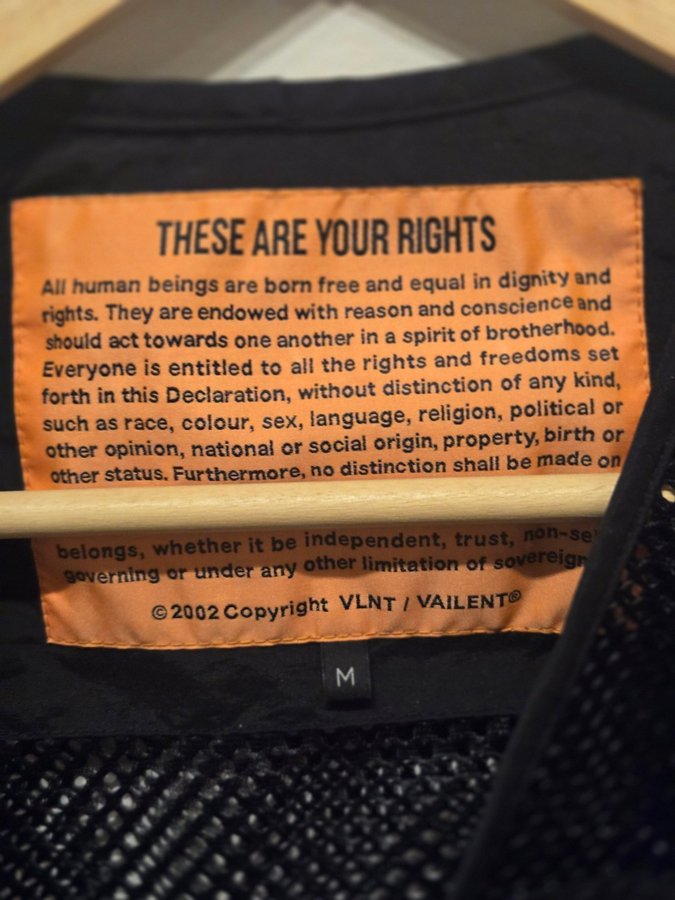 THESE ARE YOUR RIGHTS
All human beings are born free and equal in dignity and
rights. They are endowed with reason and conscience and
should act towards one another in a spirit of brotherhood.
Everyone is entitled to all the rights and freedoms set
forth in this Declaration, without distinction of any kind,
such as race, colour, sex, language, religion, political or
other opinion, national or social origin, property, birth or
other status. Furthermore, no distinction shall be made on
belongs, whether it be independent, trust, non-se
governing or under any other limitation of sovereign
©2002 Copyright VLNT / VAILENT®
M